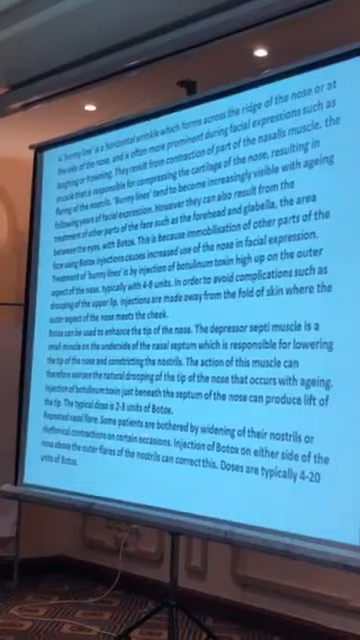 A 'bunny lines' is a horizontal wrinkle which forms across the ridge of the nose or at
the side of the nose, and is often more prominent during facial expressions such as
laughing or frowning. They result from contraction of part of the nasalis muscle, the
muscle that is responsible for compressing the cartilage of the nose, resulting in
flaring of the nostrils. 'Bunny lines' tend to become increasingly visible with ageing
following years of facial expression. However they can also result from the
treatment of other parts of the face such as the forehead and glabella, the area
between the eyes, with Botox. This is because immobilisation of other parts of the
face using Botox injections causes increased use of the nose in facial expression.
Treatment of 'bunny lines' is by injection of botulinum toxin high up on the outer
aspect of the nose, typically with 4-8 units. In order to avoid complications such as
drooping of the upper lip, injections are made away from the fold of skin where the
outer aspect of the nose meets the cheek.
Botox can be used to enhance the tip of the nose. The depressor septi muscle is a
small muscle on the underside of the nasal septum which is responsible for lowering
the tip of the nose and constricting the nostrils. The action of this muscle can
therefore worsen the natural drooping of the tip of the nose that occurs with ageing.
Injection of botulinum toxin just beneath the septum of the nose can produce lift of
the tip. The typical dose is 2-3 units of Botox.
Repeated nasal flare. Some patients are bothered by widening of their nostrils or
rhythmical contractions on certain occasions. Injection of Botox on either side of the
nose above the outer flares of the nostrils can correct this. Doses are typically 4-20
units of Botox.